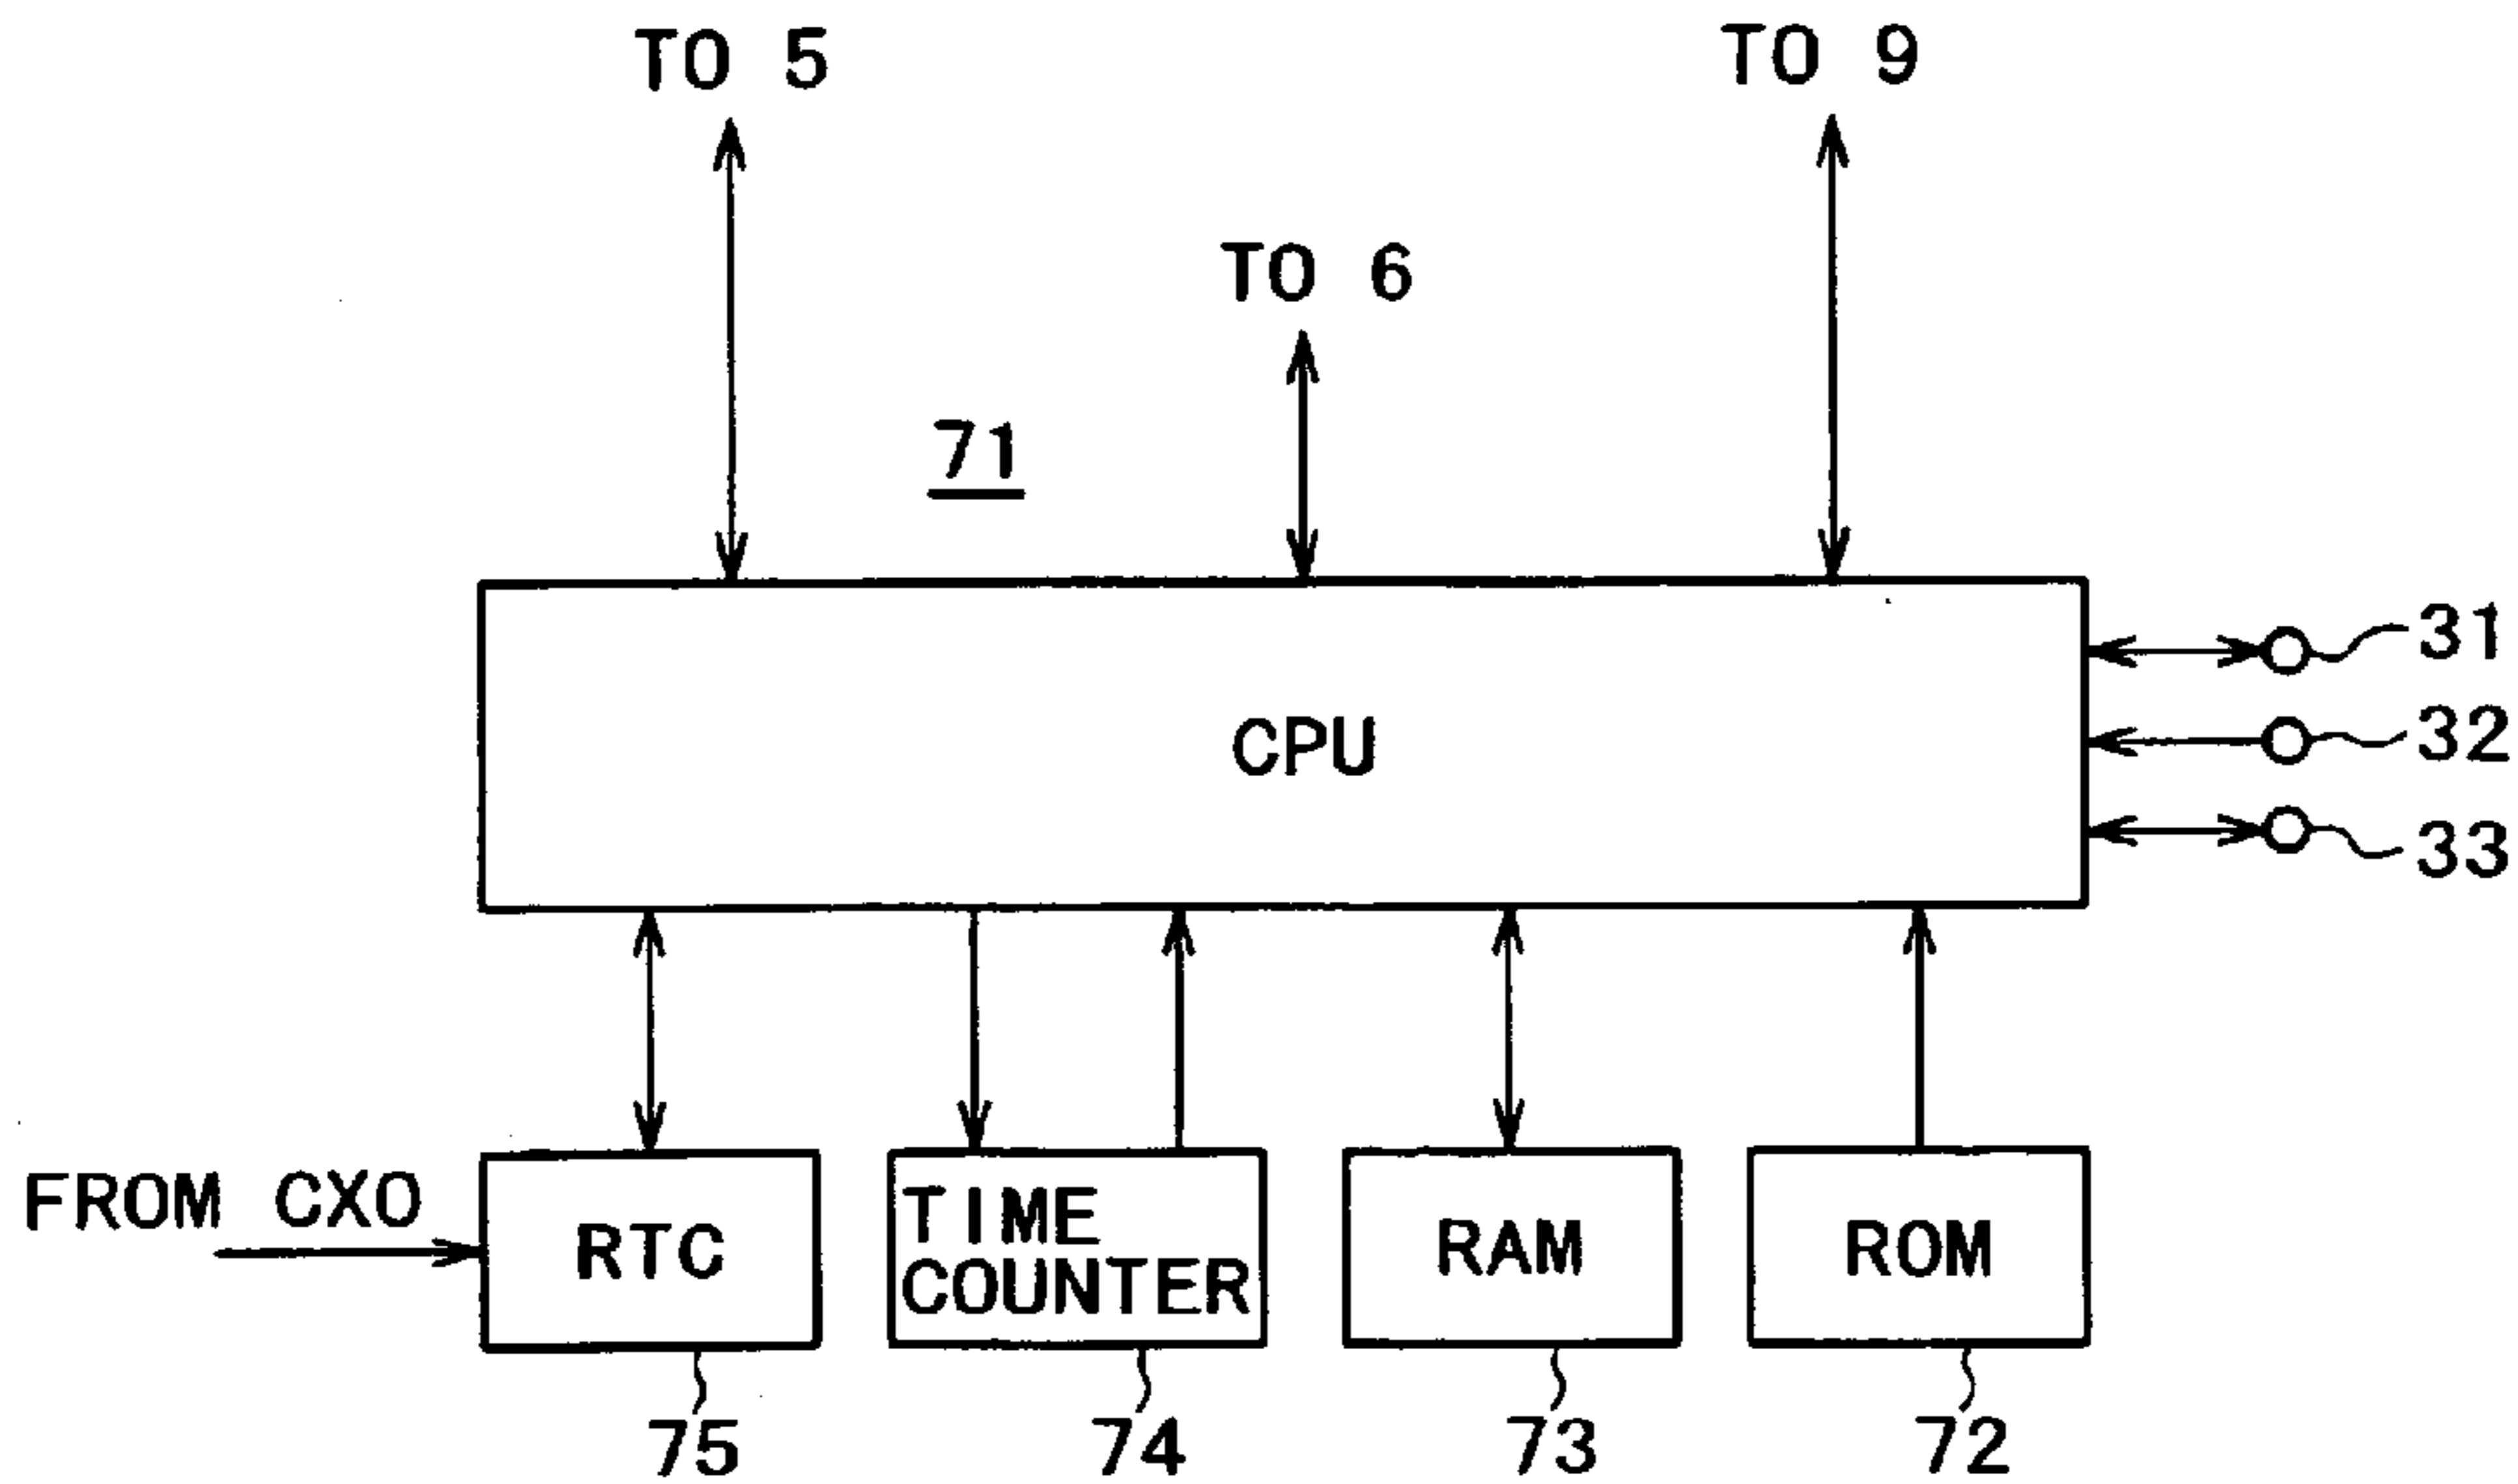 TO 5
TO 9
TO 6
71
31
CPU
32
33
FROM CXO
RTC
TIME
COUNTER
RAM
ROM
75
74
73
72